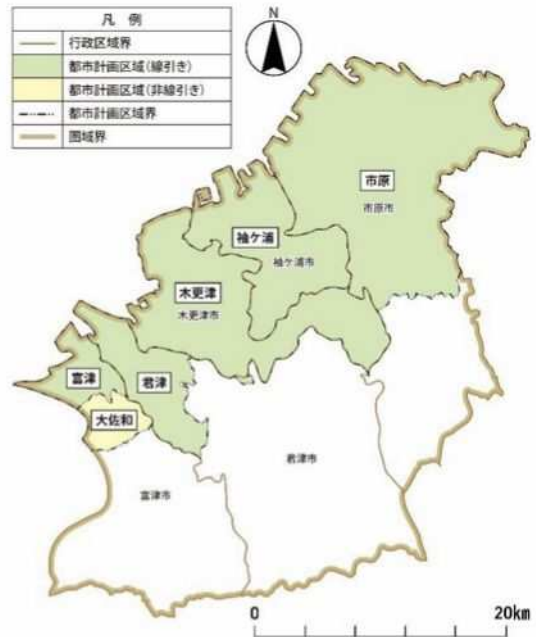 凡 例
行政区域界
都市計画区域(線引き)
都市計画区域(非線引き)
都市計画区域界
圏域界
N
市原
市原市
袖ケ浦
袖ケ浦市
木更津
木更津市
富津
君津
大佐和
君津市
富津市
0
20km